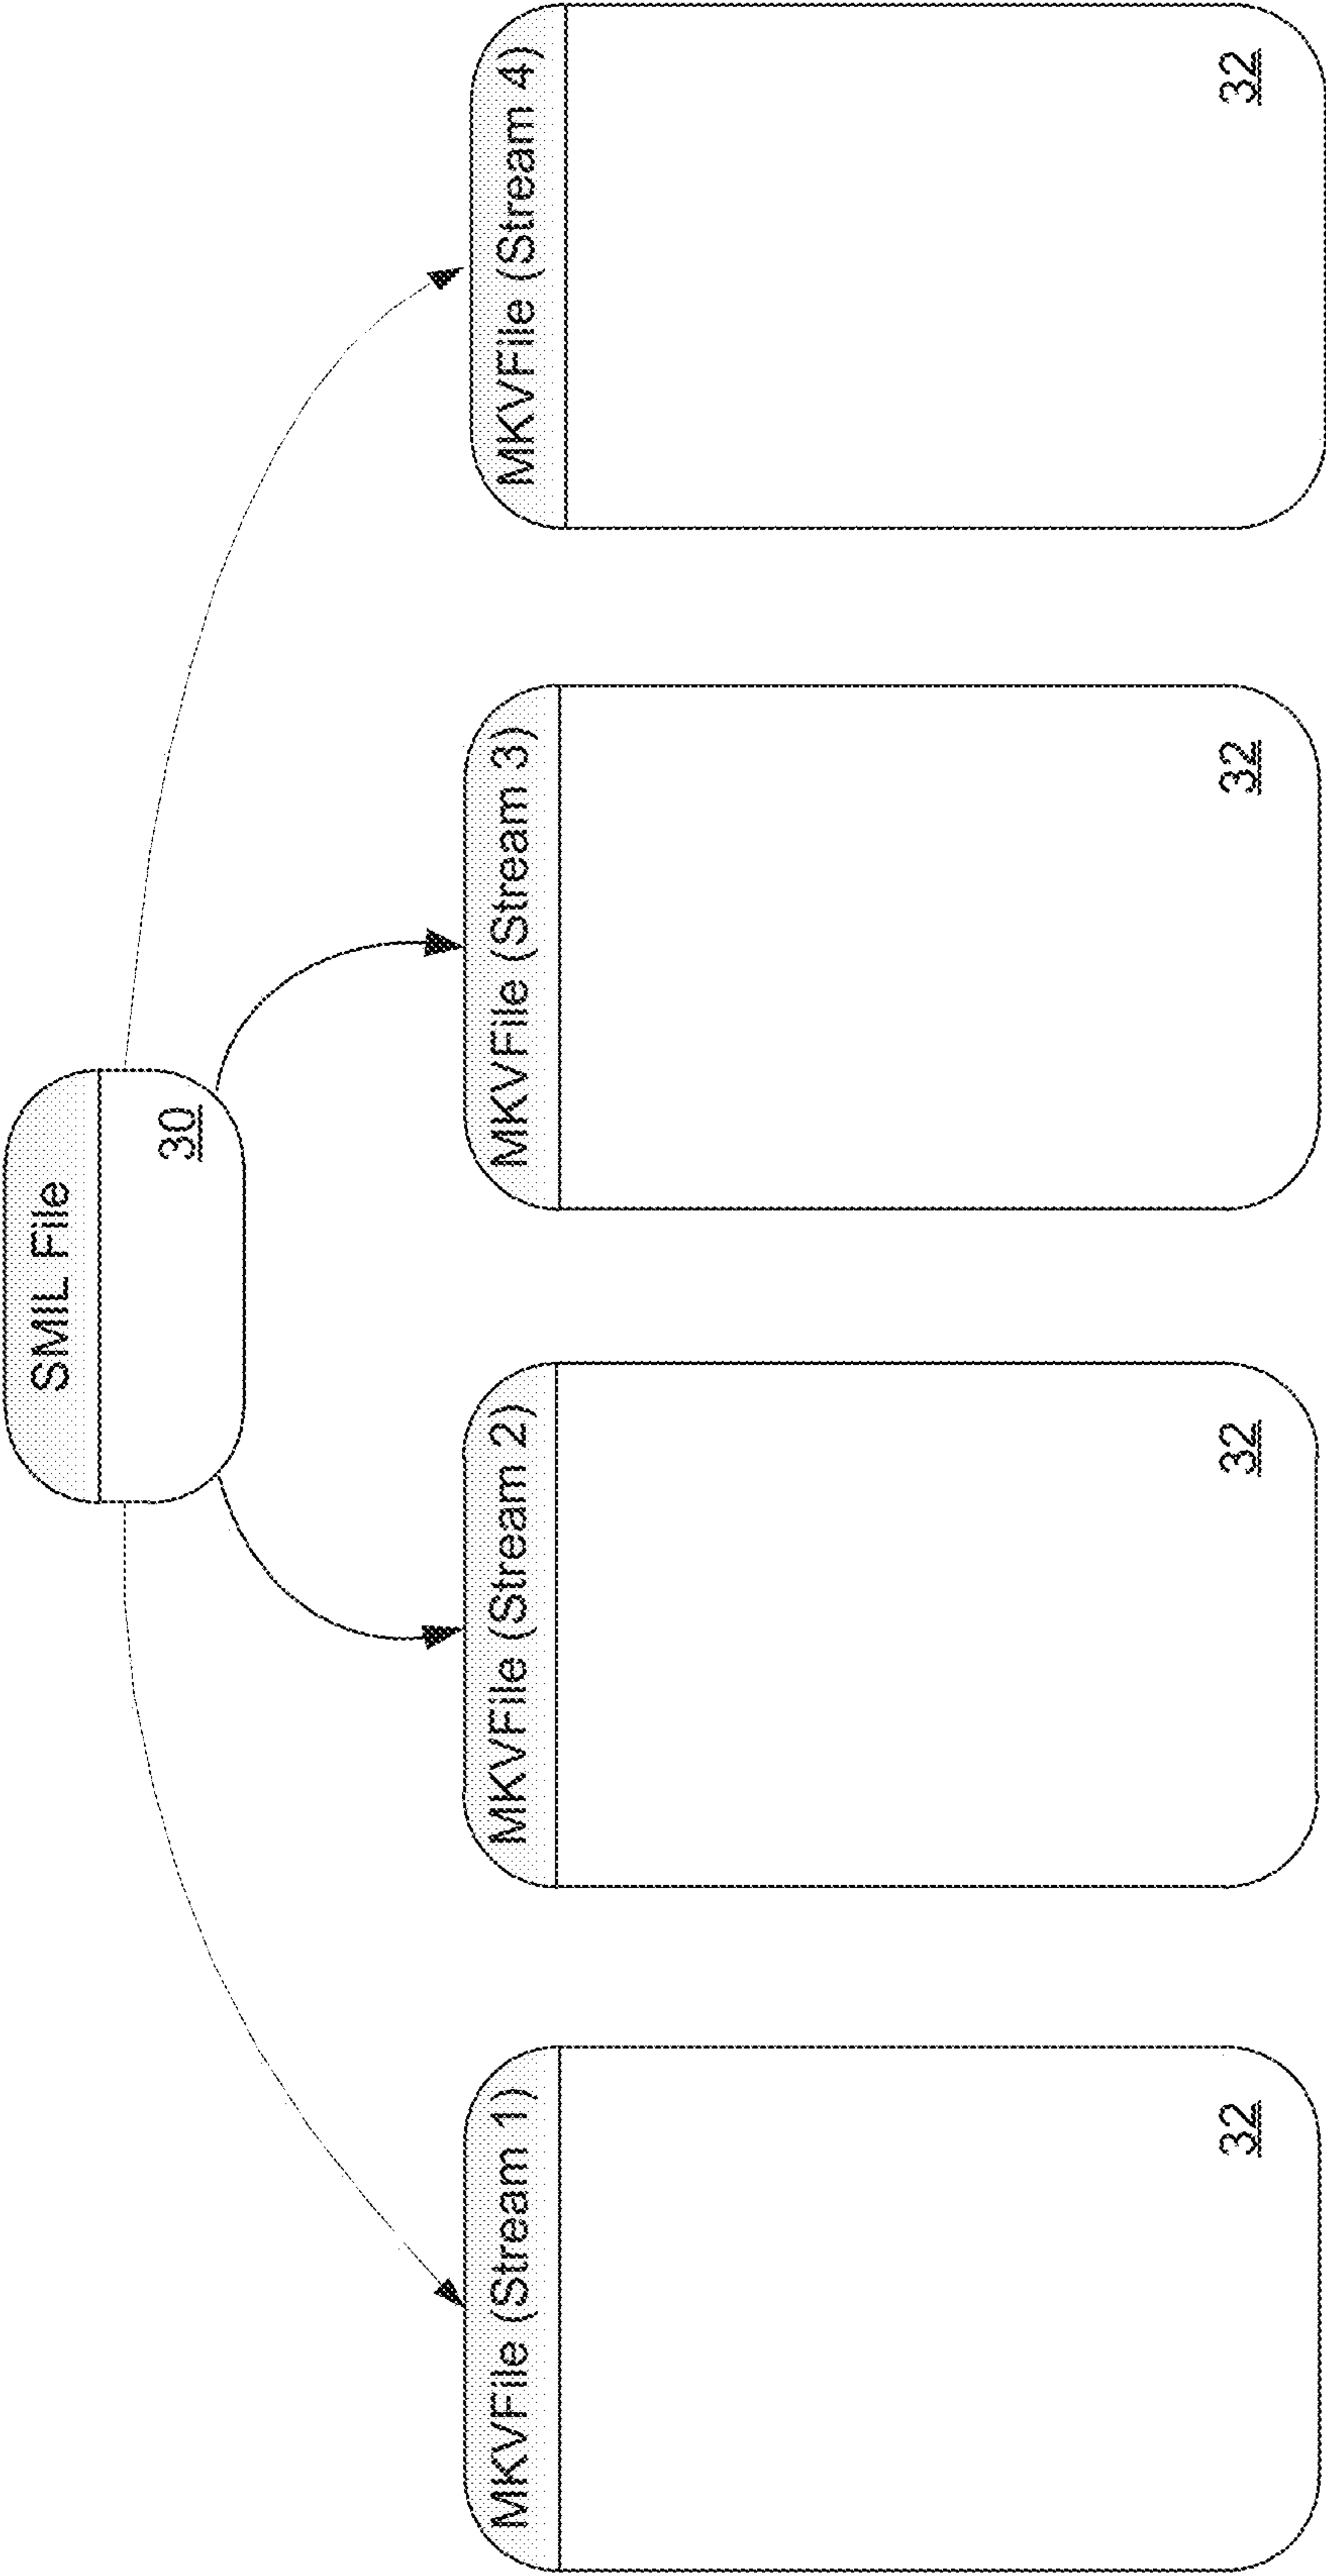 SMIL File
30
MKVFile (Stream 1)
32
MKVFile (Stream 2)
32
MKVFile (Stream 3)
32
MKVFile (Stream 4)
32